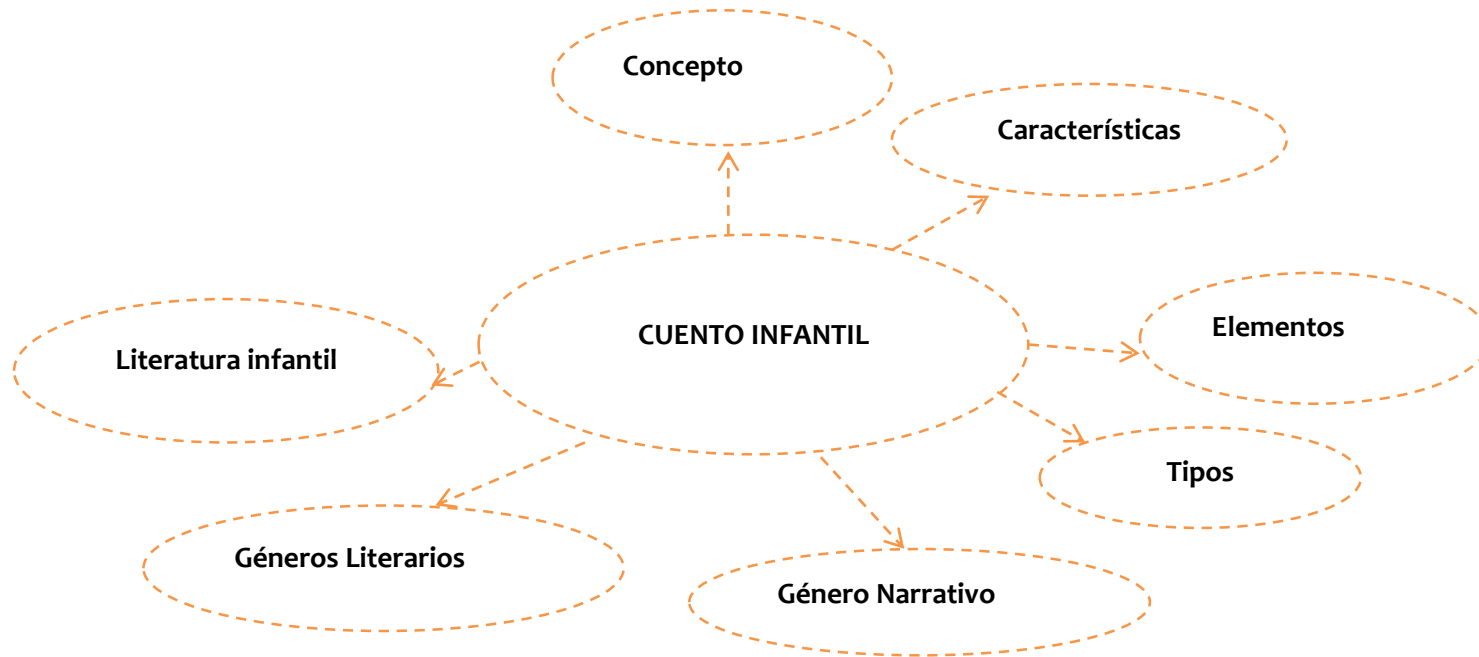 Concepto
Características
CUENTO INFANTIL
Elementos
Literatura infantil
Tipos
Géneros Literarios
Género Narrativo